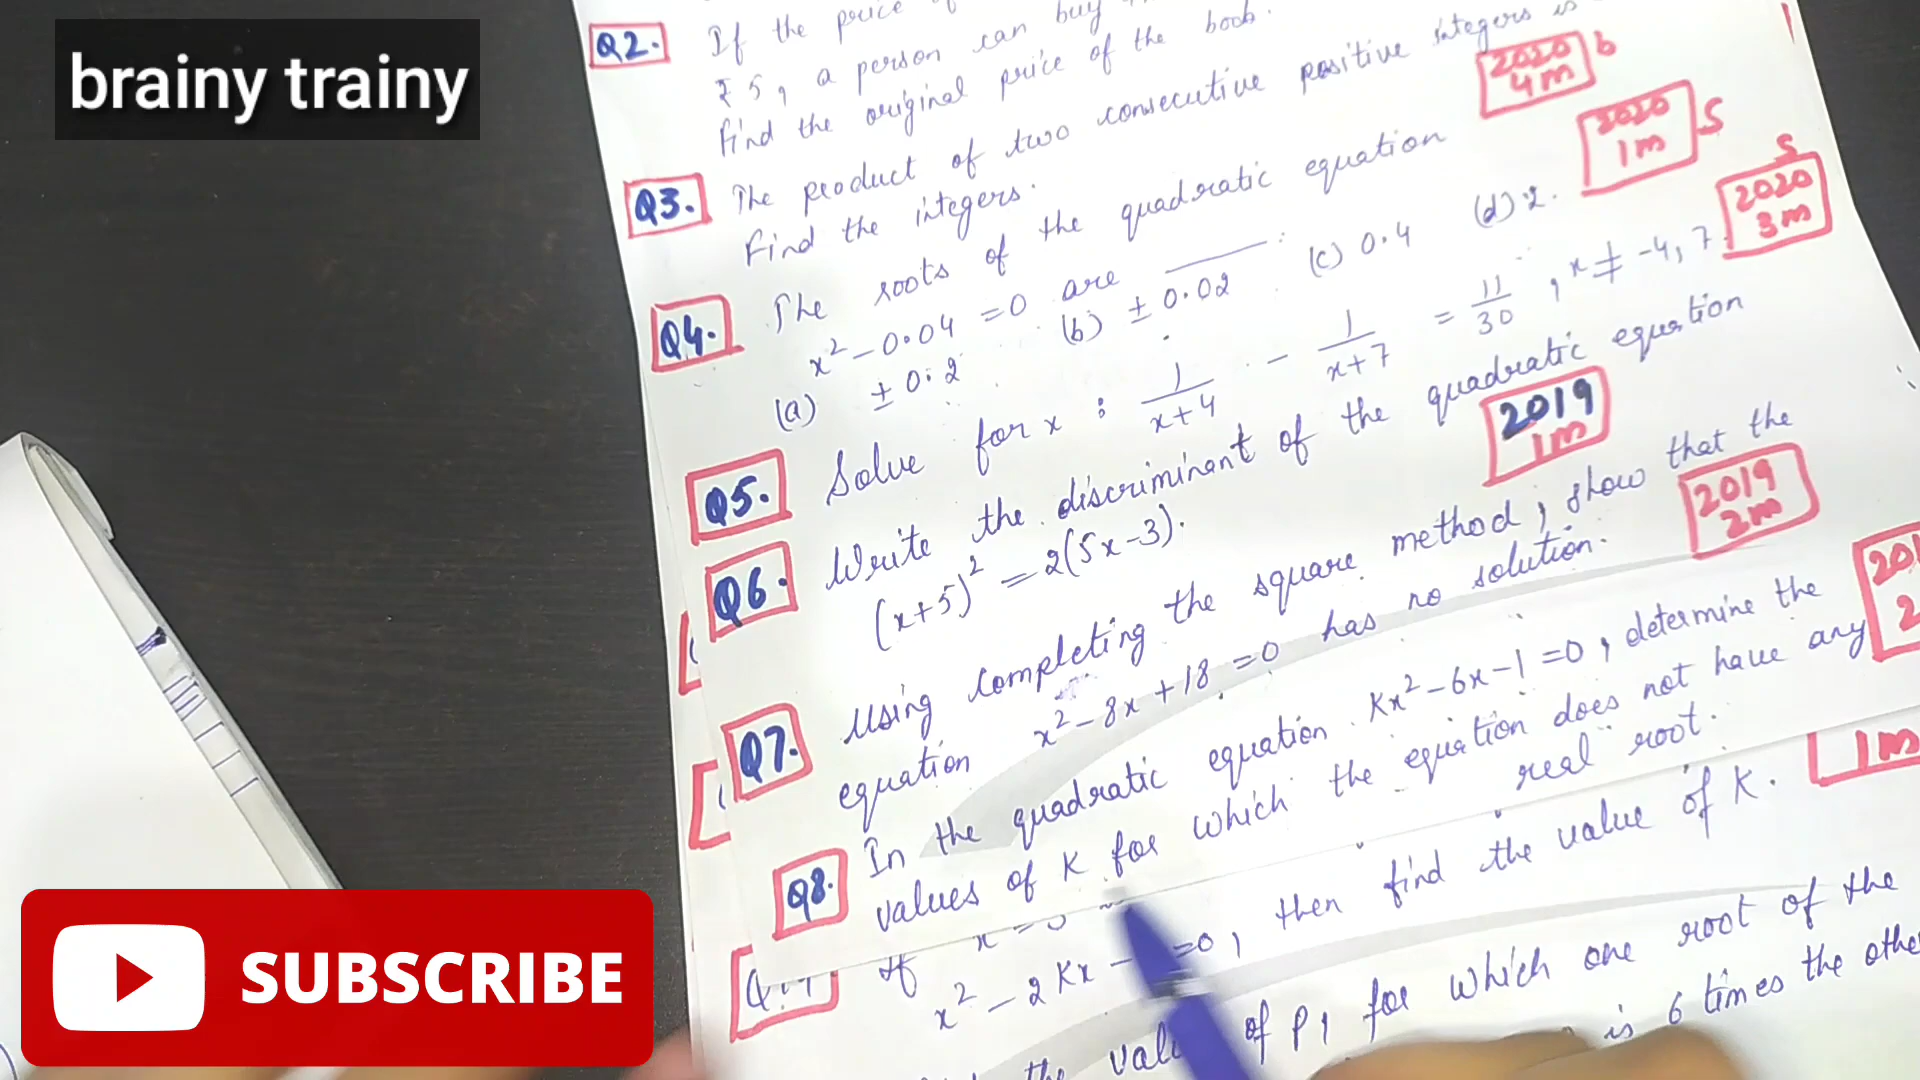 brainy trainy
Q2. If the price
₹5, a person can buy
find the original price of the book.
Q3. The product of two consecutive positive integers is
Find the integers.
2020 4m b
Q4. The roots of the quadratic equation
x² - 0.04 = 0 are ____ :
2020 1m S
(a) ± 0.2 (b) ± 0.02 (c) 0.4 (d) 2.
Q5. Solve for x : 1/(x+4) - 1/(x+7) = 11/30 , x ≠ -4, 7.
S 2020 3m
Q6. Write the discriminant of the quadratic equation
(x+5)² = 2(5x-3).
2019 1m
Q7. Using completing the square method, show that the
equation x² - 8x + 18 = 0 has no solution.
2019 2m
Q8. In the quadratic equation Kx² - 6x - 1 = 0, determine the
values of K for which the equation does not have any
real root.
1m
If
x² - 2Kx - =0, then find the value of K.
the of P, for which one root of the
is 6 times the other
SUBSCRIBE